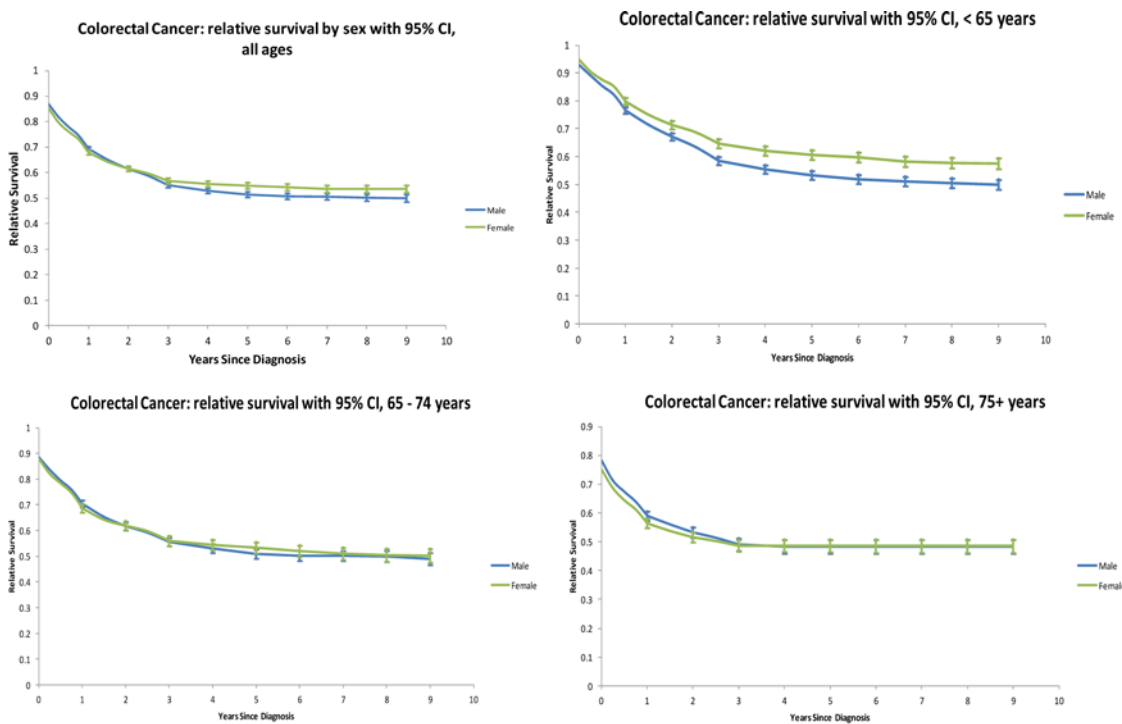 Colorectal Cancer: relative survival by sex with 95% CI,
all ages
Relative Survival
1
0.9
0.8
0.7
0.6
0.5
0.4
0.3
0.2
0.1
0
0 1 2 3 4 5 6 7 8 9 10
Years Since Diagnosis
Male
Female
Colorectal Cancer: relative survival with 95% CI, < 65 years
Relative Survival
1
0.9
0.8
0.7
0.6
0.5
0.4
0.3
0.2
0.1
0
0 1 2 3 4 5 6 7 8 9 10
Years Since Diagnosis
Male
Female
Colorectal Cancer: relative survival with 95% CI, 65 - 74 years
Relative Survival
1
0.9
0.8
0.7
0.6
0.5
0.4
0.3
0.2
0.1
0
0 1 2 3 4 5 6 7 8 9 10
Years Since Diagnosis
Male
Female
Colorectal Cancer: relative survival with 95% CI, 75+ years
Relative Survival
0.9
0.8
0.7
0.6
0.5
0.4
0.3
0.2
0.1
0
0 1 2 3 4 5 6 7 8 9 10
Years Since Diagnosis
Male
Female